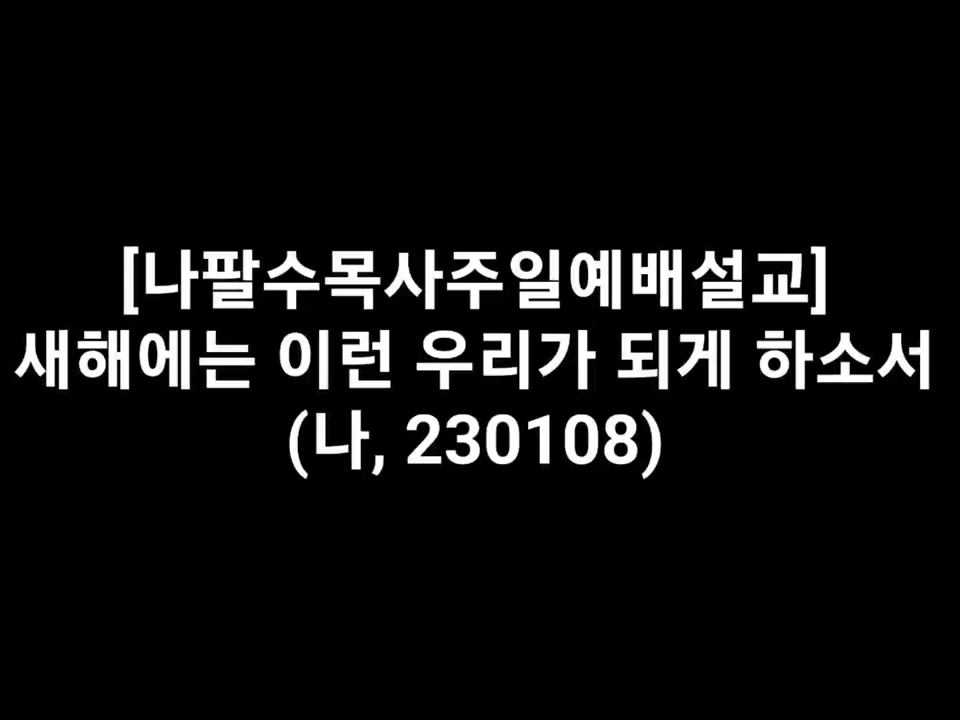 [나팔수목사주일예배설교]
새해에는 이런 우리가 되게 하소서
(나, 230108)